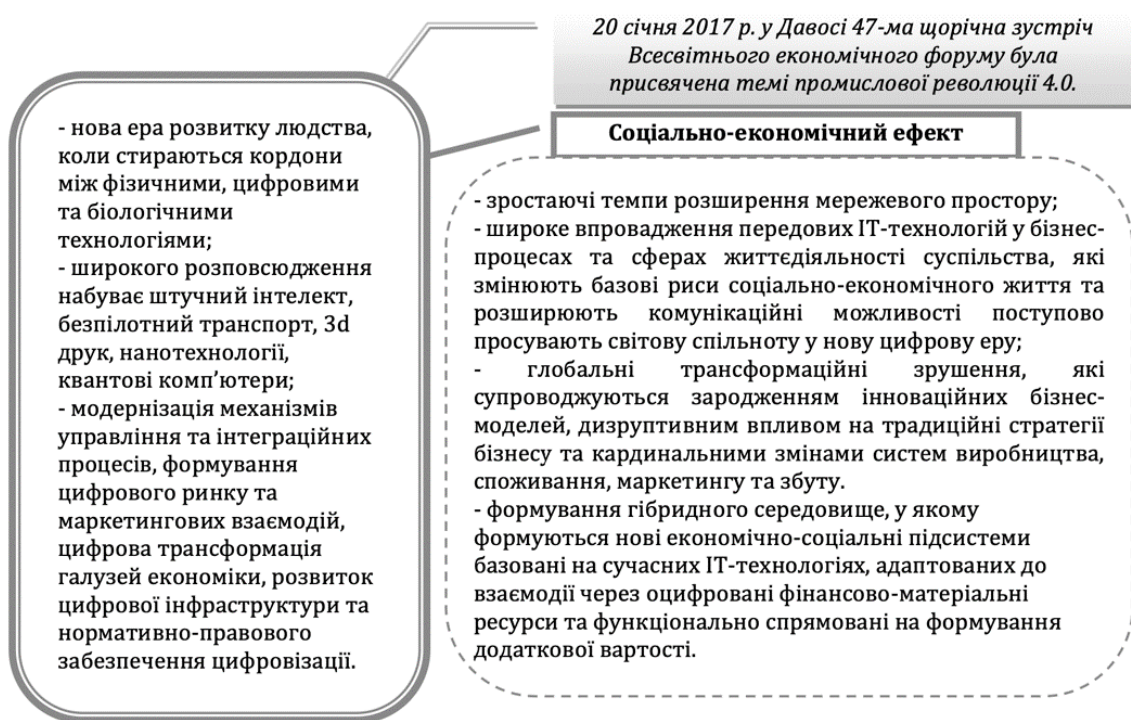 20 січня 2017 р. у Давосі 47-ма щорічна зустріч
Всесвітнього економічного форуму була
присвячена темі промислової революції 4.0.
- нова ера розвитку людства,
коли стираються кордони
між фізичними, цифровими
та біологічними
технологіями;
- широкого розповсюдження
набуває штучний інтелект,
безпілотний транспорт, 3d
друк, нанотехнології,
квантові комп’ютери;
- модернізація механізмів
управління та інтеграційних
процесів, формування
цифрового ринку та
маркетингових взаємодій,
цифрова трансформація
галузей економіки, розвиток
цифрової інфраструктури та
нормативно-правового
забезпечення цифровізації.
Соціально-економічний ефект
- зростаючі темпи розширення мережевого простору;
- широке впровадження передових ІТ-технологій у бізнес-
процесах та сферах життєдіяльності суспільства, які
змінюють базові риси соціально-економічного життя та
розширюють комунікаційні можливості поступово
просувають світову спільноту у нову цифрову еру;
- глобальні трансформаційні зрушення, які
супроводжуються зародженням інноваційних бізнес-
моделей, дизруптивним впливом на традиційні стратегії
бізнесу та кардинальними змінами систем виробництва,
споживання, маркетингу та збуту.
- формування гібридного середовище, у якому
формуються нові економічно-соціальні підсистеми
базовані на сучасних ІТ-технологіях, адаптованих до
взаємодії через оцифровані фінансово-матеріальні
ресурси та функціонально спрямовані на формування
додаткової вартості.